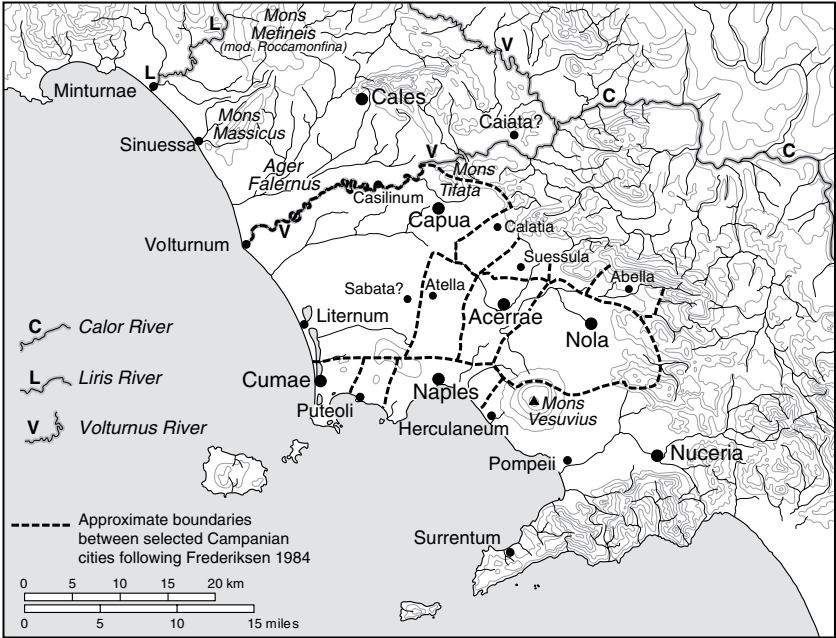 L
Mons
Mefineis
(mod. Roccamonfina)
V
L
Minturnae
Cales
C
Mons
Massicus
Caiata?
Sinuessa
V
C
Ager
Falernus
Mons
Tifata
Casilinum
Capua
V
Calatia
Volturnum
Suessula
Abella
Sabata?
Atella
Liternum
Acerrae
C Calor River
Nola
L Liris River
Cumae
Naples
Puteoli
Mons
Vesuvius
V Volturnus River
Herculaneum
Nuceria
Pompeii
Approximate boundaries
between selected Campanian
cities following Frederiksen 1984
Surrentum
0 5 10 15 20 km
0 5 10 15 miles